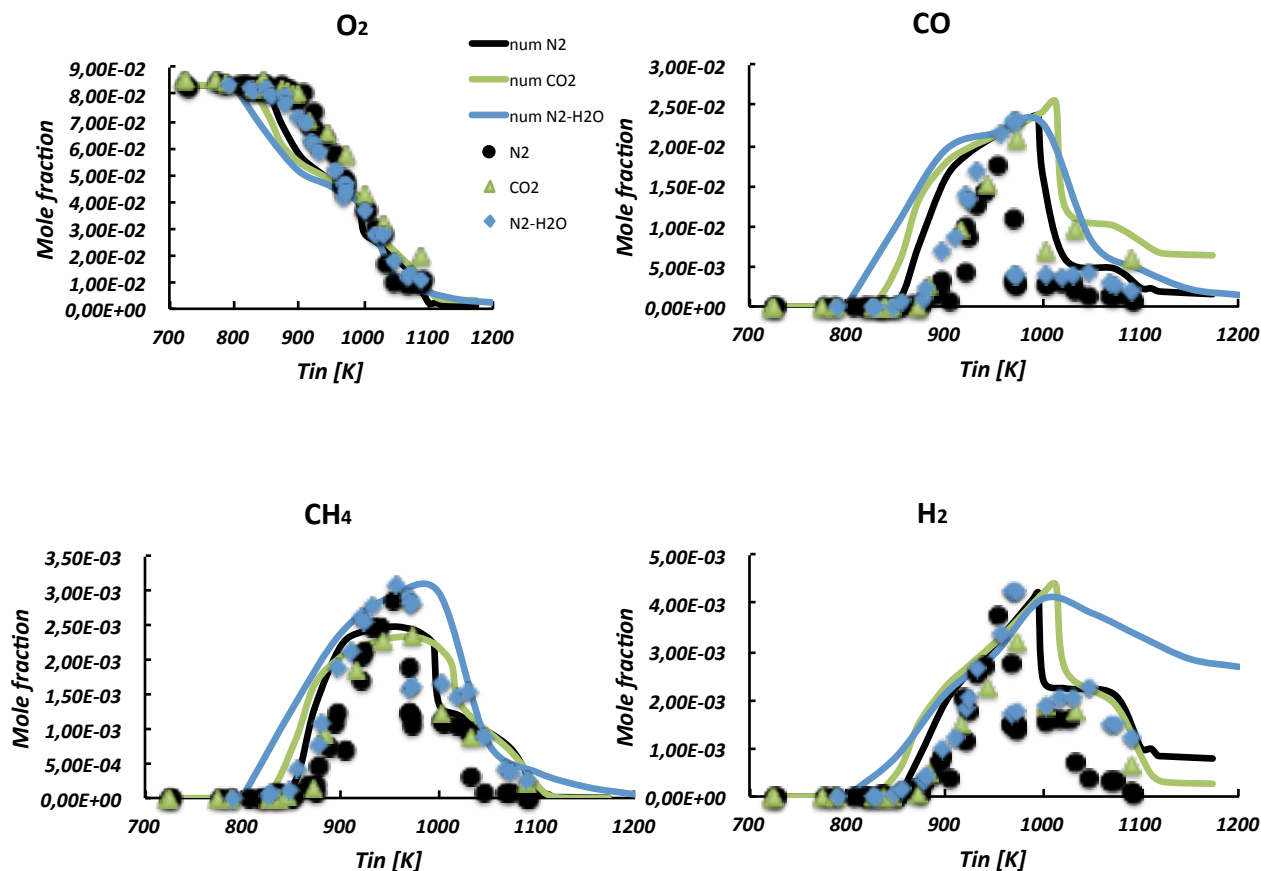 O2
Mole fraction
9,00E-02
8,00E-02
7,00E-02
6,00E-02
5,00E-02
4,00E-02
3,00E-02
2,00E-02
1,00E-02
0,00E+00
700 800 900 1000 1100 1200
Tin [K]
num N2
num CO2
num N2-H2O
N2
CO2
N2-H2O
CO
Mole fraction
3,00E-02
2,50E-02
2,00E-02
1,50E-02
1,00E-02
5,00E-03
0,00E+00
700 800 900 1000 1100 1200
Tin [K]
CH4
Mole fraction
3,50E-03
3,00E-03
2,50E-03
2,00E-03
1,50E-03
1,00E-03
5,00E-04
0,00E+00
700 800 900 1000 1100 1200
Tin [K]
H2
Mole fraction
5,00E-03
4,00E-03
3,00E-03
2,00E-03
1,00E-03
0,00E+00
700 800 900 1000 1100 1200
Tin [K]